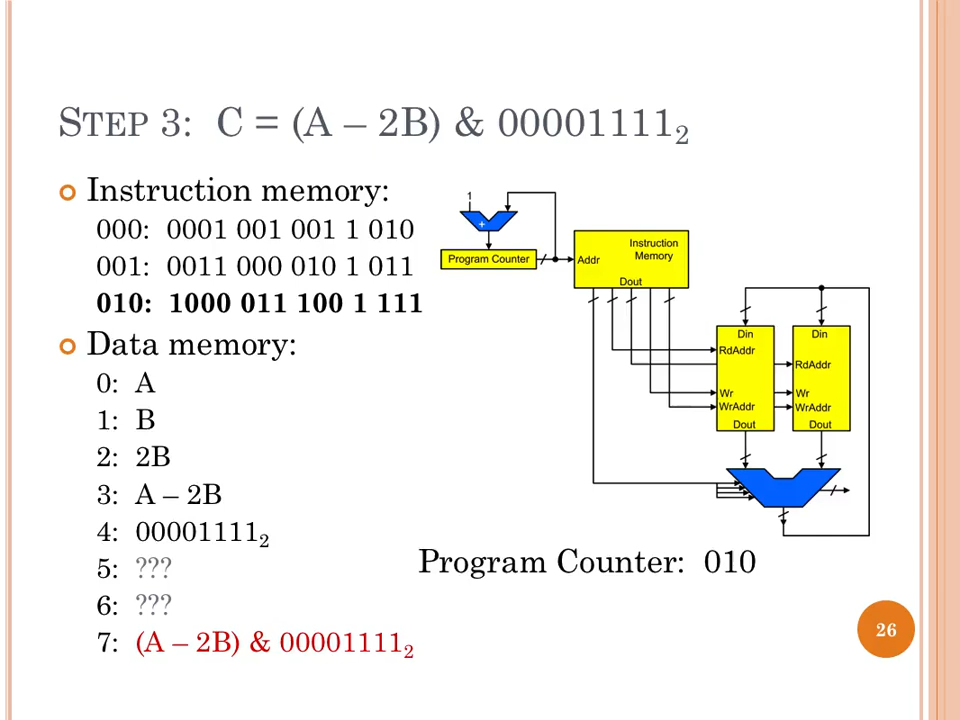 STEP 3: C = (A – 2B) & 00001111₂
Instruction memory:
000: 0001 001 001 1 010
001: 0011 000 010 1 011
010: 1000 011 100 1 111
Data memory:
0: A
1: B
2: 2B
3: A – 2B
4: 00001111₂
5: ???
6: ???
7: (A – 2B) & 00001111₂
1
+
Program Counter
Addr
Instruction
Memory
Dout
Din
RdAddr
Wr
WrAddr
Dout
Din
RdAddr
Wr
WrAddr
Dout
Program Counter: 010
26